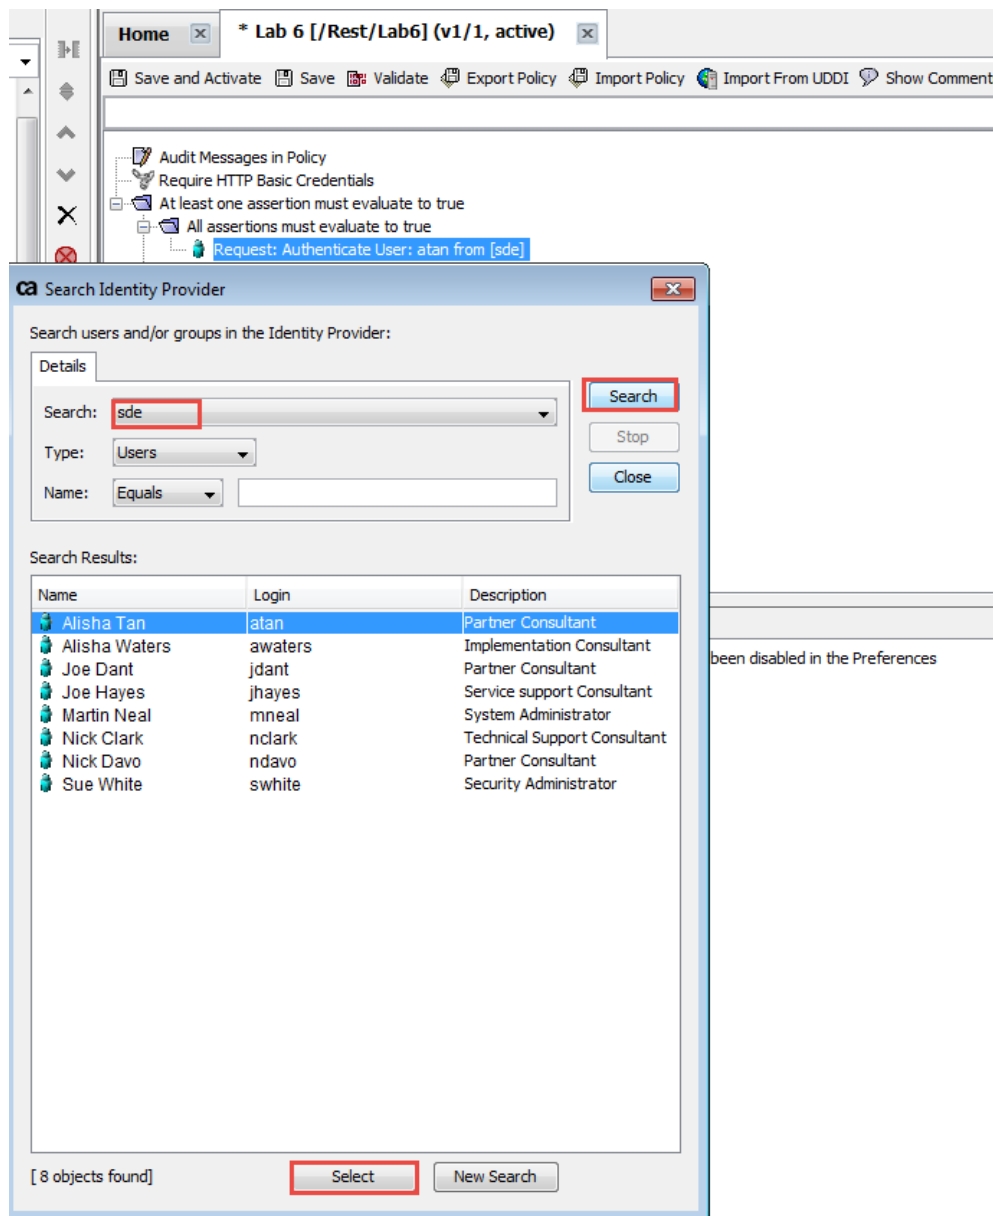 Home
* Lab 6 [/Rest/Lab6] (v1/1, active)
Save and Activate Save Validate Export Policy Import Policy Import From UDDI Show Comment
Audit Messages in Policy
Require HTTP Basic Credentials
At least one assertion must evaluate to true
All assertions must evaluate to true
Request: Authenticate User: atan from [sde]
ca Search Identity Provider
Search users and/or groups in the Identity Provider:
Details
Search: sde
Search
Type: Users
Stop
Name: Equals
Close
Search Results:
Name Login Description
Alisha Tan atan Partner Consultant
Alisha Waters awaters Implementation Consultant
Joe Dant jdant Partner Consultant
Joe Hayes jhayes Service support Consultant
Martin Neal mneal System Administrator
Nick Clark nclark Technical Support Consultant
Nick Davo ndavo Partner Consultant
Sue White swhite Security Administrator
been disabled in the Preferences
[ 8 objects found] Select New Search